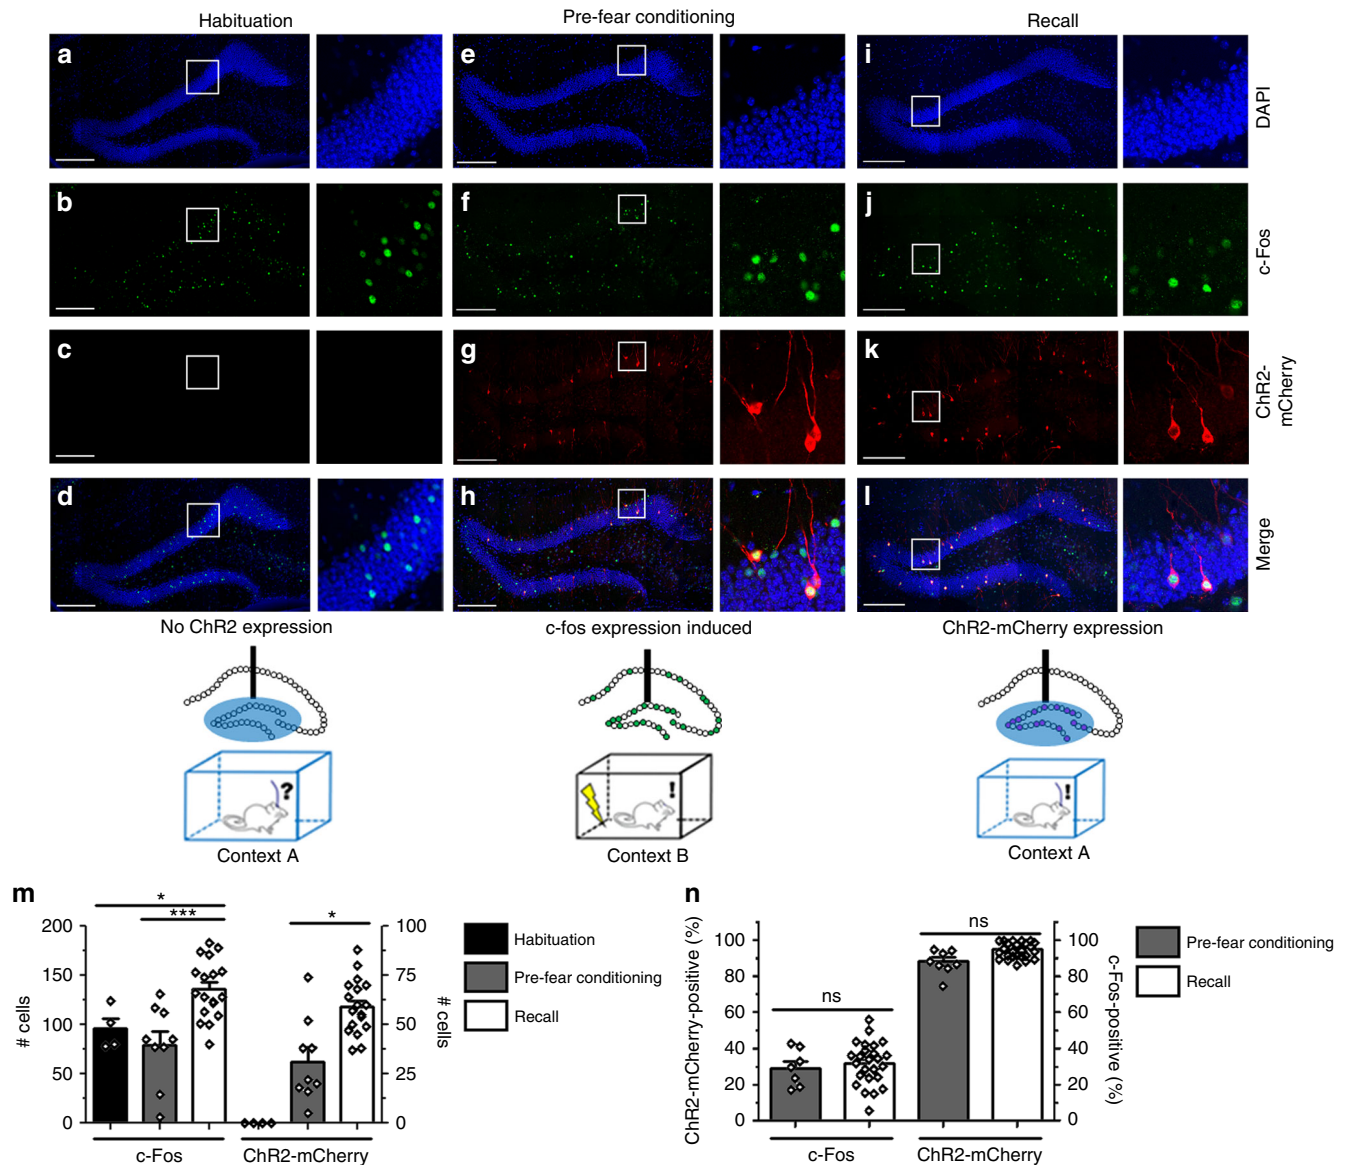 Habituation
Pre-fear conditioning
Recall
a
e
i
DAPI
b
f
j
c-Fos
c
g
k
ChR2-
mCherry
d
h
l
Merge
No ChR2 expression
c-fos expression induced
ChR2-mCherry expression
?
!
!
Context A
Context B
Context A
m
*
***
*
200
150
100
50
0
# cells
100
75
50
25
0
# cells
c-Fos
ChR2-mCherry
Habituation
Pre-fear conditioning
Recall
n
ns
ns
ChR2-mCherry-positive (%)
100
80
60
40
20
0
100
80
60
40
20
0
c-Fos-positive (%)
c-Fos
ChR2-mCherry
Pre-fear conditioning
Recall